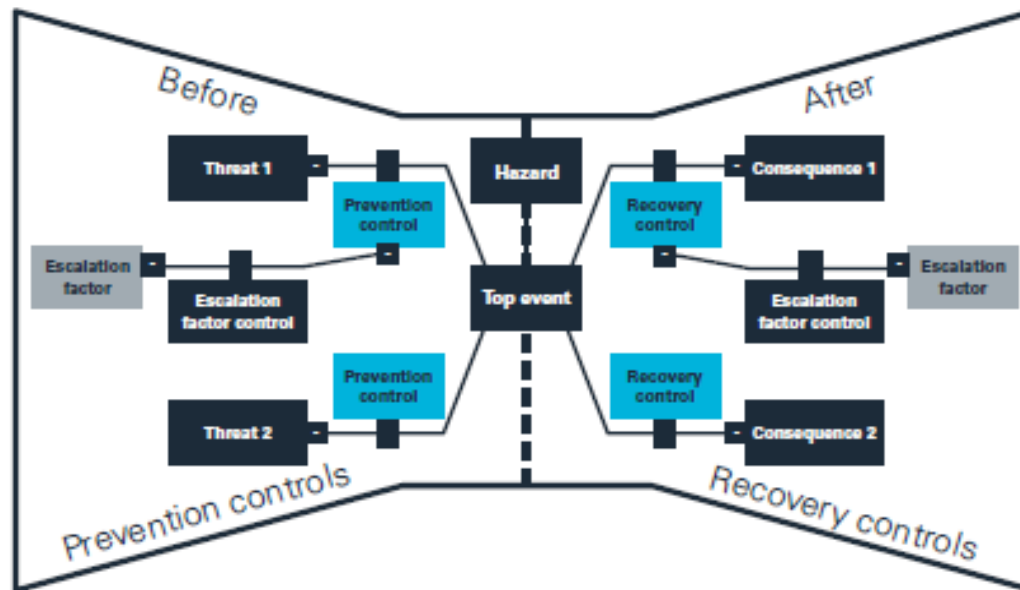 Before
After
Threat 1
-
Hazard
-
Consequence 1
Prevention
control
Recovery
control
-
-
Escalation
factor
-
Escalation
factor control
Top event
-
Escalation
factor control
Escalation
factor
Prevention
control
Recovery
control
Threat 2
-
-
Consequence 2
Prevention controls
Recovery controls